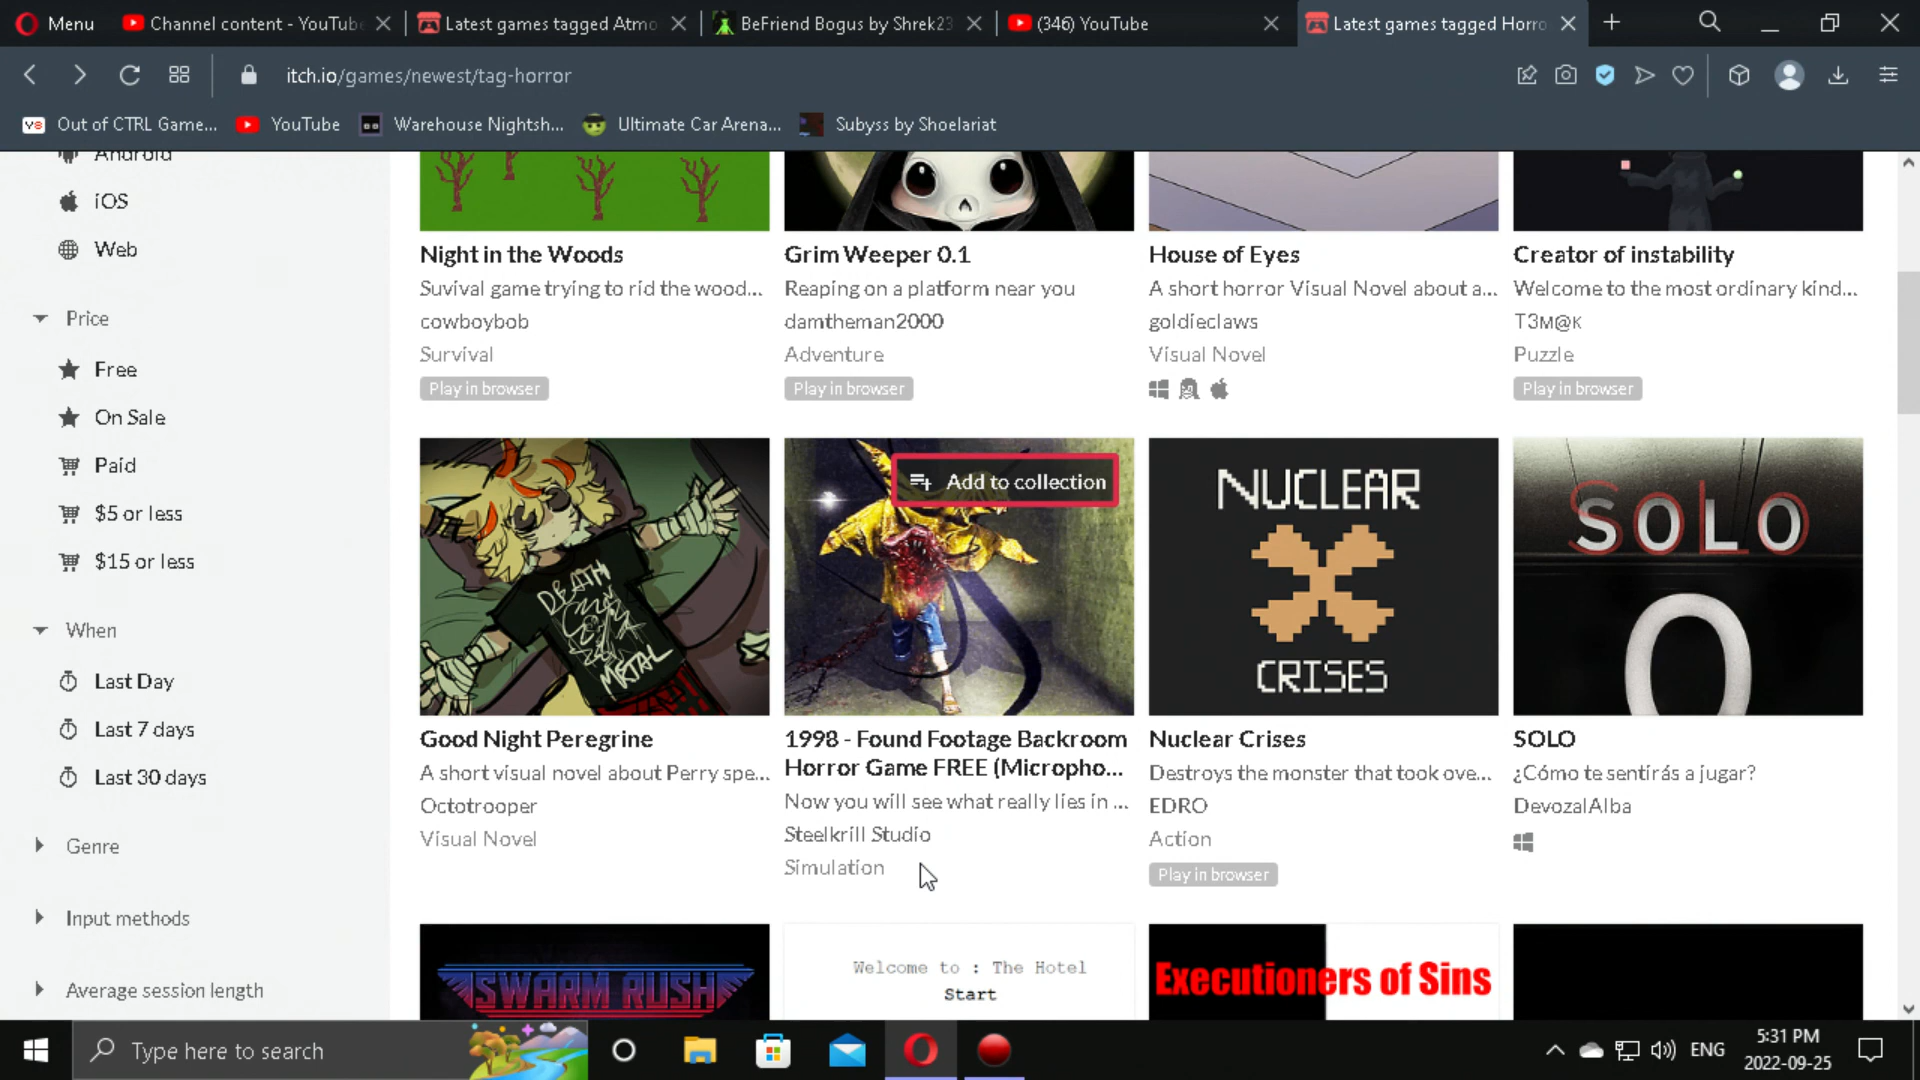 Menu
Channel content - YouTube
Latest games tagged Atmo
BeFriend Bogus by Shrek23
(346) YouTube
Latest games tagged Horro
itch.io/games/newest/tag-horror
Out of CTRL Game...
YouTube
Warehouse Nightsh...
Ultimate Car Arena...
Subyss by Shoelariat
Android
iOS
Web
Price
Free
On Sale
Paid
$5 or less
$15 or less
When
Last Day
Last 7 days
Last 30 days
Genre
Input methods
Average session length
Night in the Woods
Suvival game trying to rid the wood...
cowboybob
Survival
Play in browser
Grim Weeper 0.1
Reaping on a platform near you
damtheman2000
Adventure
Play in browser
House of Eyes
A short horror Visual Novel about a...
goldieclaws
Visual Novel
Creator of instability
Welcome to the most ordinary kind...
T3M@K
Puzzle
Play in browser
DEATH
METAL
Good Night Peregrine
A short visual novel about Perry spe...
Octotrooper
Visual Novel
Add to collection
1998 - Found Footage Backroom
Horror Game FREE (Micropho...
Now you will see what really lies in ...
Steelkrill Studio
Simulation
NUCLEAR
CRISES
Nuclear Crises
Destroys the monster that took ove...
EDRO
Action
Play in browser
SOLO
O
SOLO
¿Cómo te sentirás a jugar?
DevozalAlba
SWARM RUSH
Welcome to : The Hotel
Start
Executioners of Sins
Type here to search
ENG
5:31 PM
2022-09-25